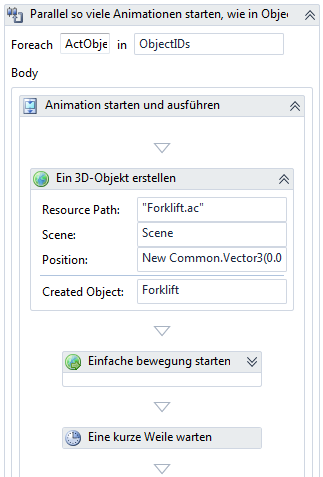 Parallel so viele Animationen starten, wie in Objec
Foreach ActObje in ObjectIDs
Body
Animation starten und ausführen
Ein 3D-Objekt erstellen
Resource Path: "Forklift.ac"
Scene: Scene
Position: New Common.Vector3(0.0
Created Object: Forklift
Einfache bewegung starten
Eine kurze Weile warten